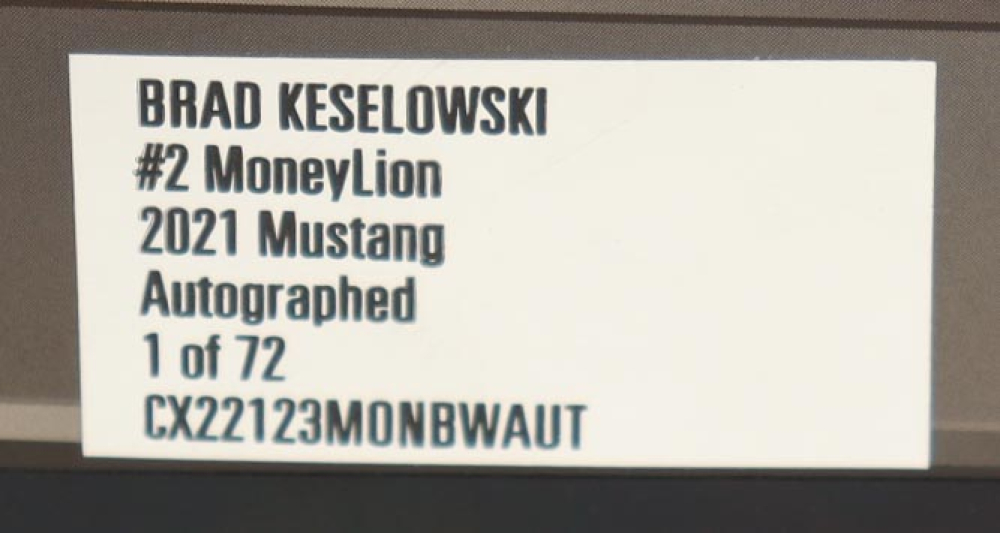 BRAD KESELOWSKI
#2 MoneyLion
2021 Mustang
Autographed
1 of 72
CX22123MONBWAUT